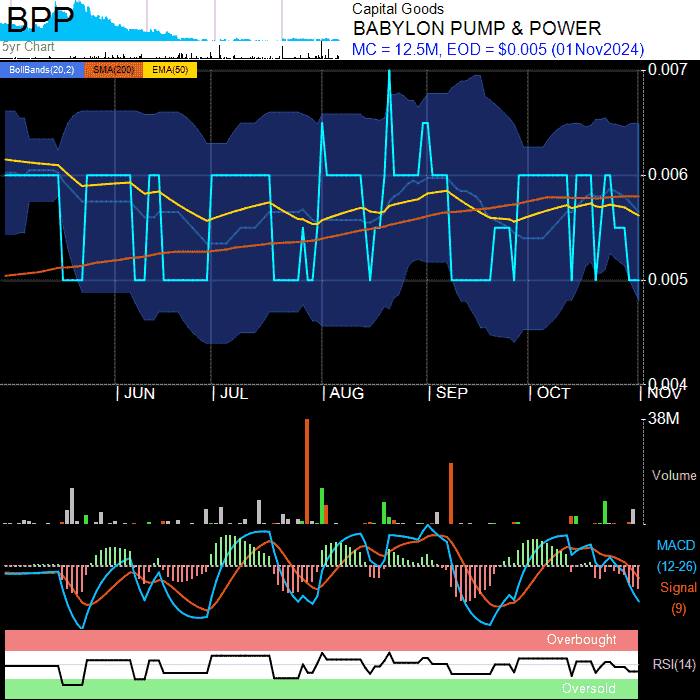 BPP
5yr Chart
Capital Goods
BABYLON PUMP & POWER
MC = 12.5M, EOD = $0.005 (01Nov2024)
BollBands(20,2) SMA(200) EMA(50)
0.007
0.006
0.005
0.004
JUN JUL AUG SEP OCT NOV
38M
Volume
MACD
(12-26)
Signal
(9)
Overbought
RSI(14)
Oversold